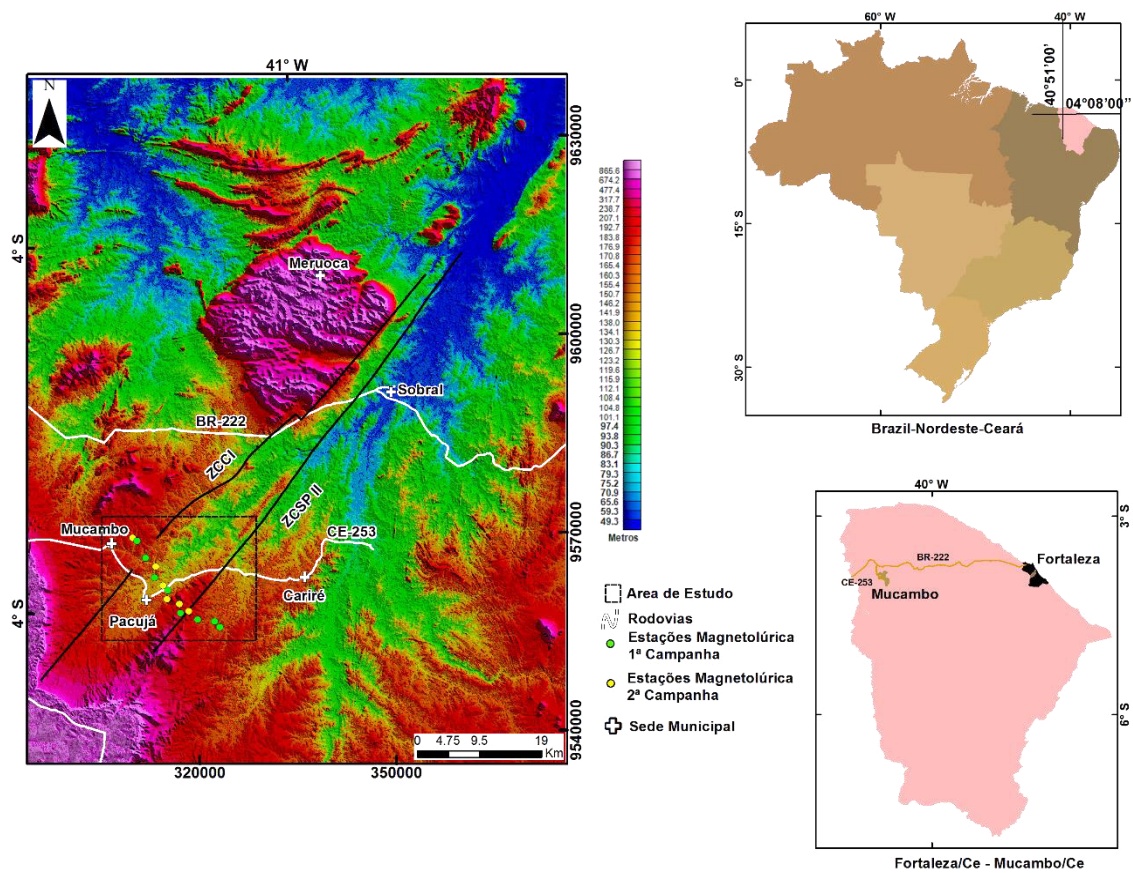 41° W
N
4° S
4° S
9630000
9600000
9570000
9540000
Meruoca
Sobral
BR-222
ZCCI
ZCSP II
CE-253
Mucambo
Pacujá
Cariré
0 4.75 9.5 19
Km
320000 350000
865.6
674.2
477.4
317.7
238.2
207.1
192.7
183.8
176.9
170.8
165.4
160.3
155.4
150.7
146.2
141.9
138.0
134.1
130.3
126.7
123.2
119.6
115.9
112.1
108.4
104.8
101.1
97.4
93.8
90.3
86.7
83.1
79.3
75.2
70.9
65.6
59.3
49.3
Metros
Area de Estudo
Rodovias
Estações Magnetolúrica
1ª Campanha
Estações Magnetolúrica
2ª Campanha
Sede Municipal
60° W 40° W
0°
15° S
30° S
40°51'00'
04°08'00''
Brazil-Nordeste-Ceará
40° W
3° S
6° S
BR-222
CE-253
Fortaleza
Mucambo
Fortaleza/Ce - Mucambo/Ce